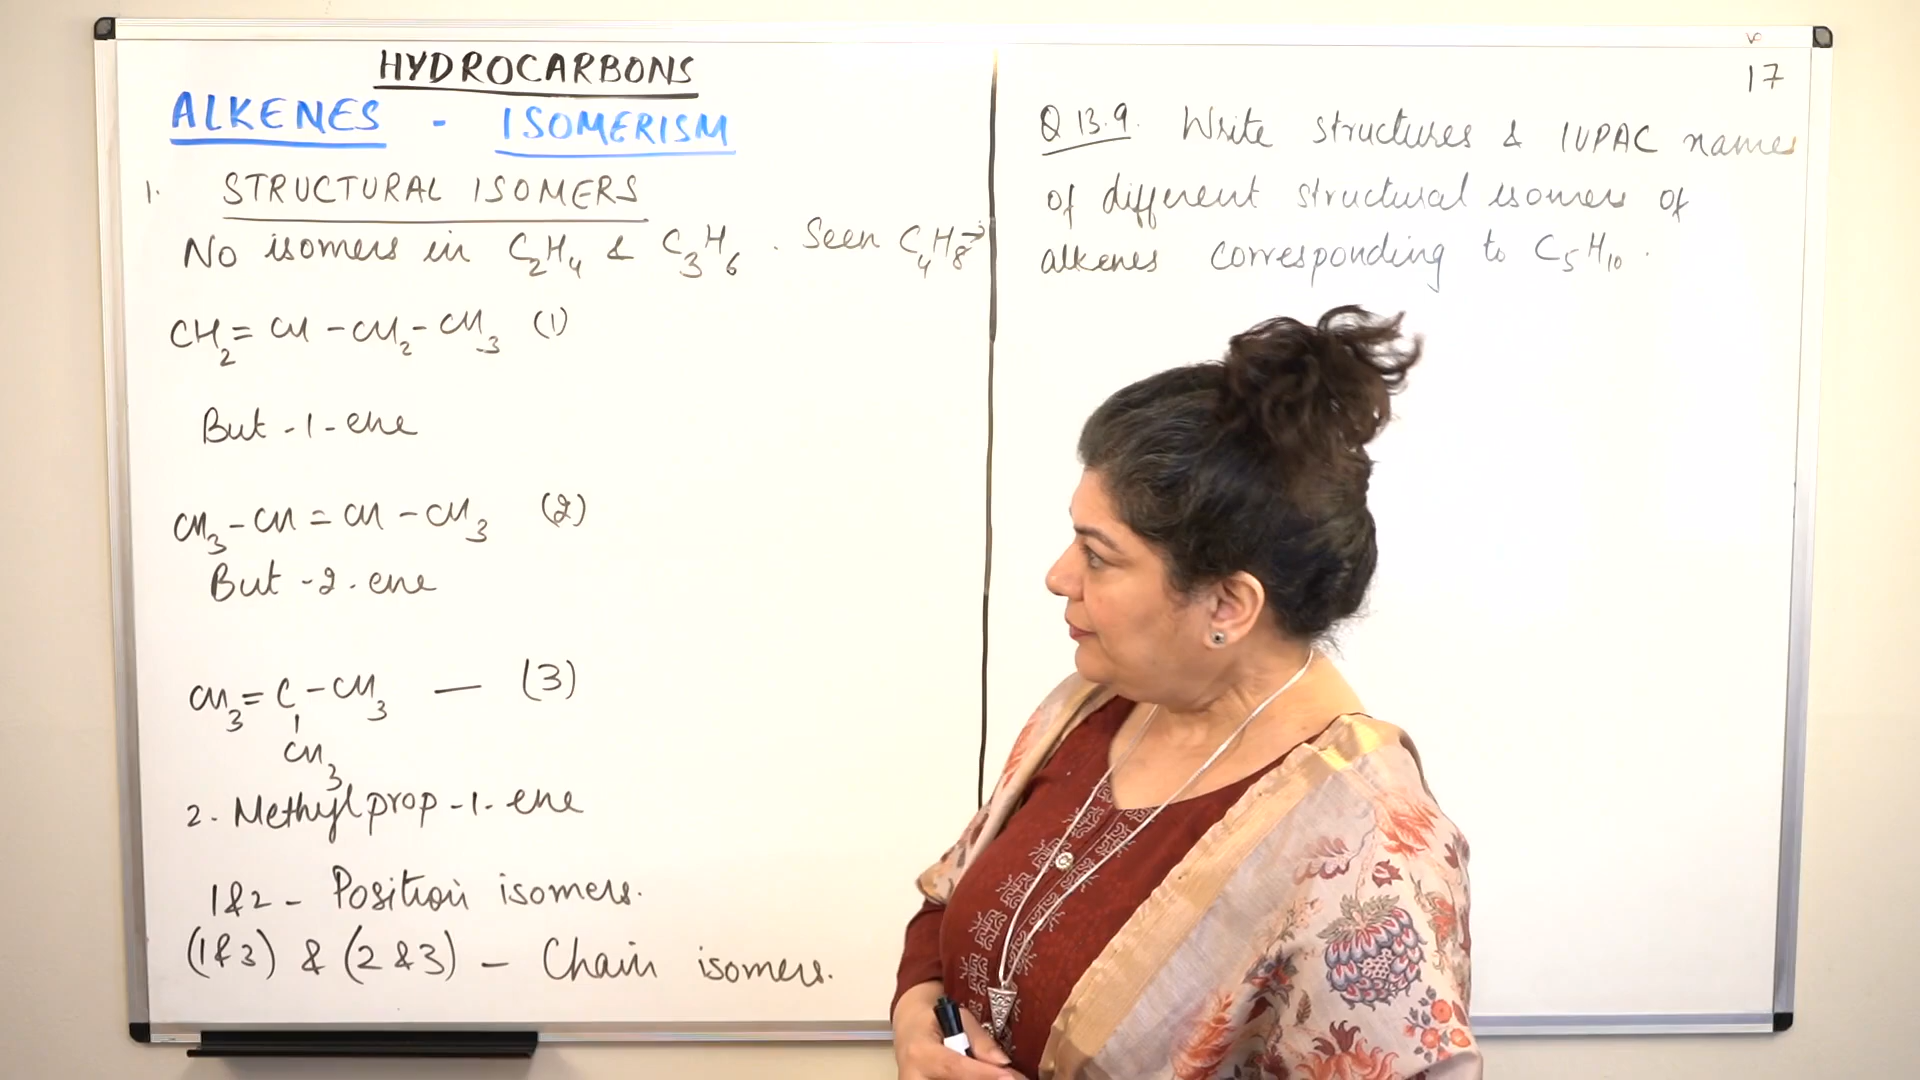 HYDROCARBONS
ALKENES - ISOMERISM
1. STRUCTURAL ISOMERS
No isomers in C₂H₄ & C₃H₆. Seen C₄H₈→
CH₂=CH-CH₂-CH₃ (1)
But-1-ene
CH₃-CH=CH-CH₃ (2)
But-2-ene
CH₃=C-CH₃ — (3)
|
CH₃
2. Methylprop-1-ene
1&2 - Position isomers.
(1&3) & (2&3) - Chain isomers.
17
Q 13.9. Write structures & IUPAC names
of different structural isomers of
alkenes corresponding to C₅H₁₀.